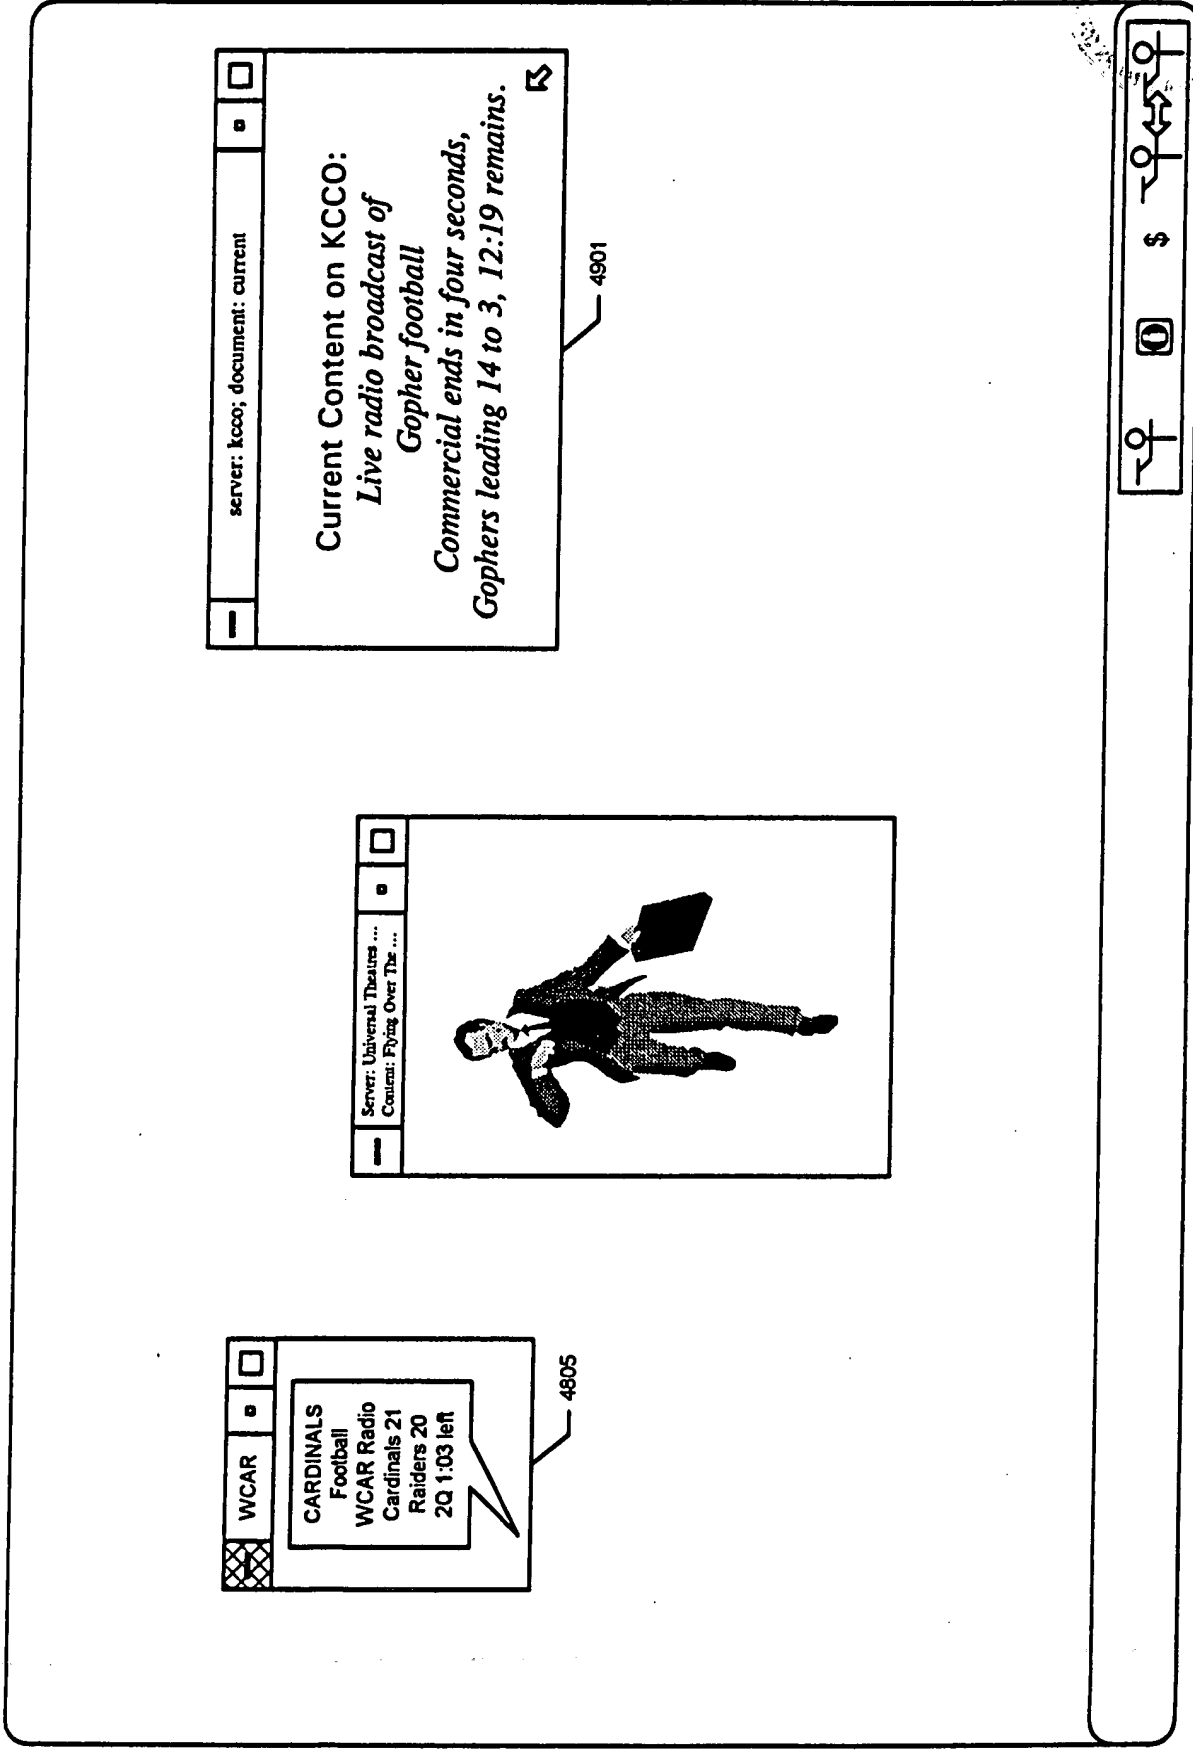 WCAR
CARDINALS
Football
WCAR Radio
Cardinals 21
Raiders 20
2Q 1:03 left
4805
Server: Universal Theatres ...
Content: Flying Over The ...
server: kcco; document: current
Current Content on KCCO:
Live radio broadcast of
Gopher football
Commercial ends in four seconds,
Gophers leading 14 to 3, 12:19 remains.
4901
$